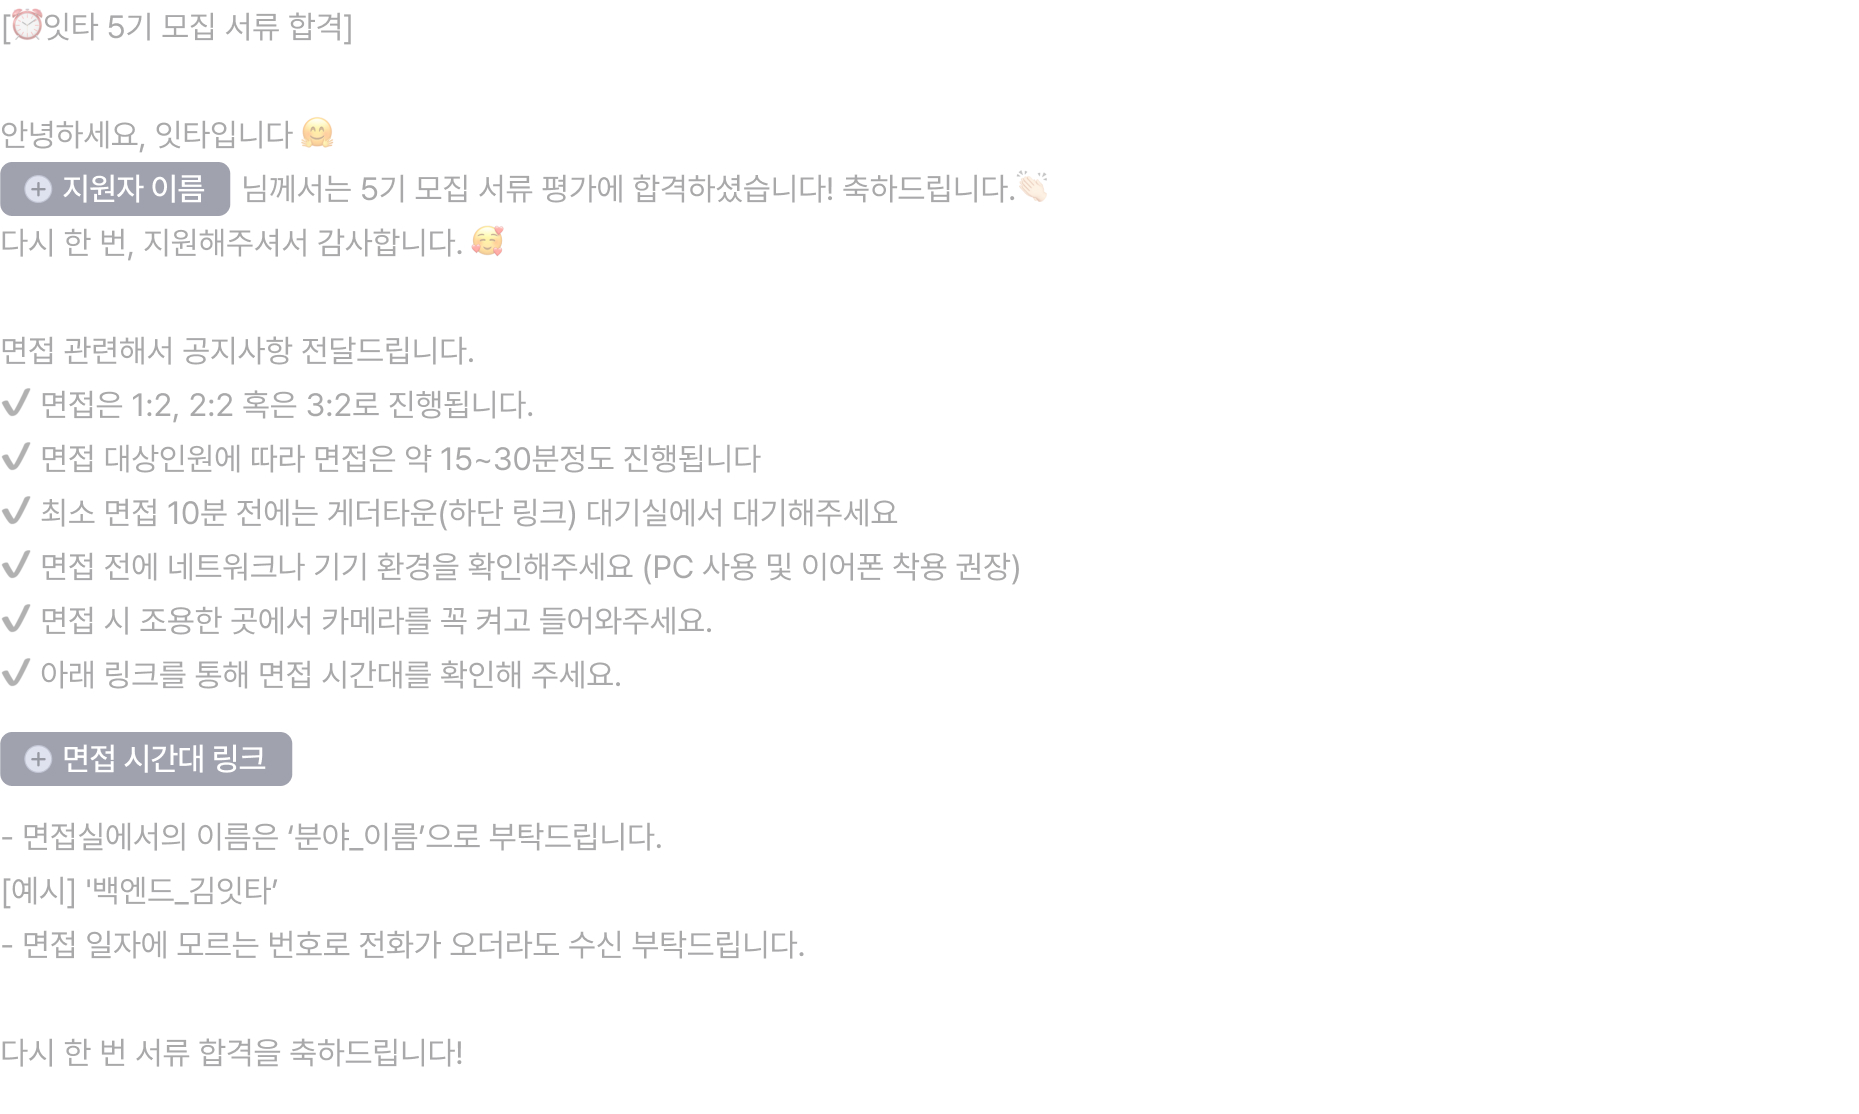 [⏰잇타 5기 모집 서류 합격]
안녕하세요, 잇타입니다 🤗
지원자 이름 님께서는 5기 모집 서류 평가에 합격하셨습니다! 축하드립니다.👏🏻
다시 한 번, 지원해주셔서 감사합니다. 🥰
면접 관련해서 공지사항 전달드립니다.
✔ 면접은 1:2, 2:2 혹은 3:2로 진행됩니다.
✔ 면접 대상인원에 따라 면접은 약 15~30분정도 진행됩니다
✔ 최소 면접 10분 전에는 게더타운(하단 링크) 대기실에서 대기해주세요
✔ 면접 전에 네트워크나 기기 환경을 확인해주세요 (PC 사용 및 이어폰 착용 권장)
✔ 면접 시 조용한 곳에서 카메라를 꼭 켜고 들어와주세요.
✔ 아래 링크를 통해 면접 시간대를 확인해 주세요.
면접 시간대 링크
- 면접실에서의 이름은 ‘분야_이름’으로 부탁드립니다.
[예시] '백엔드_김잇타’
- 면접 일자에 모르는 번호로 전화가 오더라도 수신 부탁드립니다.
다시 한 번 서류 합격을 축하드립니다!